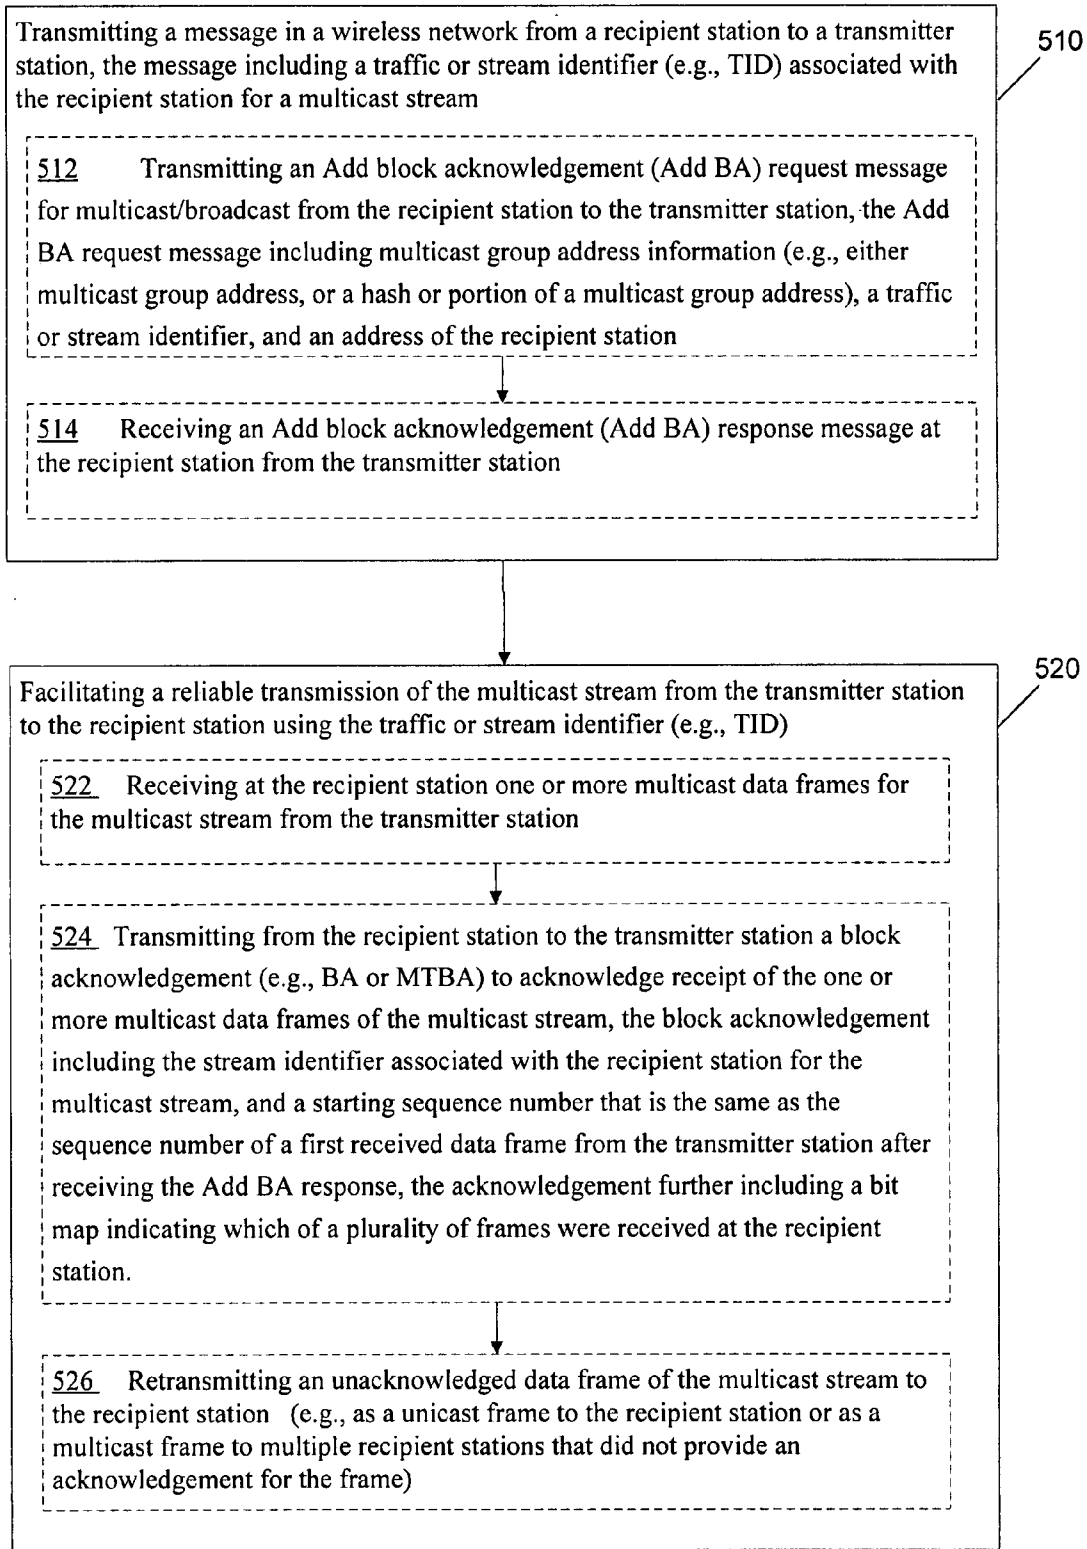 Transmitting a message in a wireless network from a recipient station to a transmitter
station, the message including a traffic or stream identifier (e.g., TID) associated with
the recipient station for a multicast stream
510
512 Transmitting an Add block acknowledgement (Add BA) request message
for multicast/broadcast from the recipient station to the transmitter station, the Add
BA request message including multicast group address information (e.g., either
multicast group address, or a hash or portion of a multicast group address), a traffic
or stream identifier, and an address of the recipient station
514 Receiving an Add block acknowledgement (Add BA) response message at
the recipient station from the transmitter station
520
Facilitating a reliable transmission of the multicast stream from the transmitter station
to the recipient station using the traffic or stream identifier (e.g., TID)
522 Receiving at the recipient station one or more multicast data frames for
the multicast stream from the transmitter station
524 Transmitting from the recipient station to the transmitter station a block
acknowledgement (e.g., BA or MTBA) to acknowledge receipt of the one or
more multicast data frames of the multicast stream, the block acknowledgement
including the stream identifier associated with the recipient station for the
multicast stream, and a starting sequence number that is the same as the
sequence number of a first received data frame from the transmitter station after
receiving the Add BA response, the acknowledgement further including a bit
map indicating which of a plurality of frames were received at the recipient
station.
526 Retransmitting an unacknowledged data frame of the multicast stream to
the recipient station (e.g., as a unicast frame to the recipient station or as a
multicast frame to multiple recipient stations that did not provide an
acknowledgement for the frame)